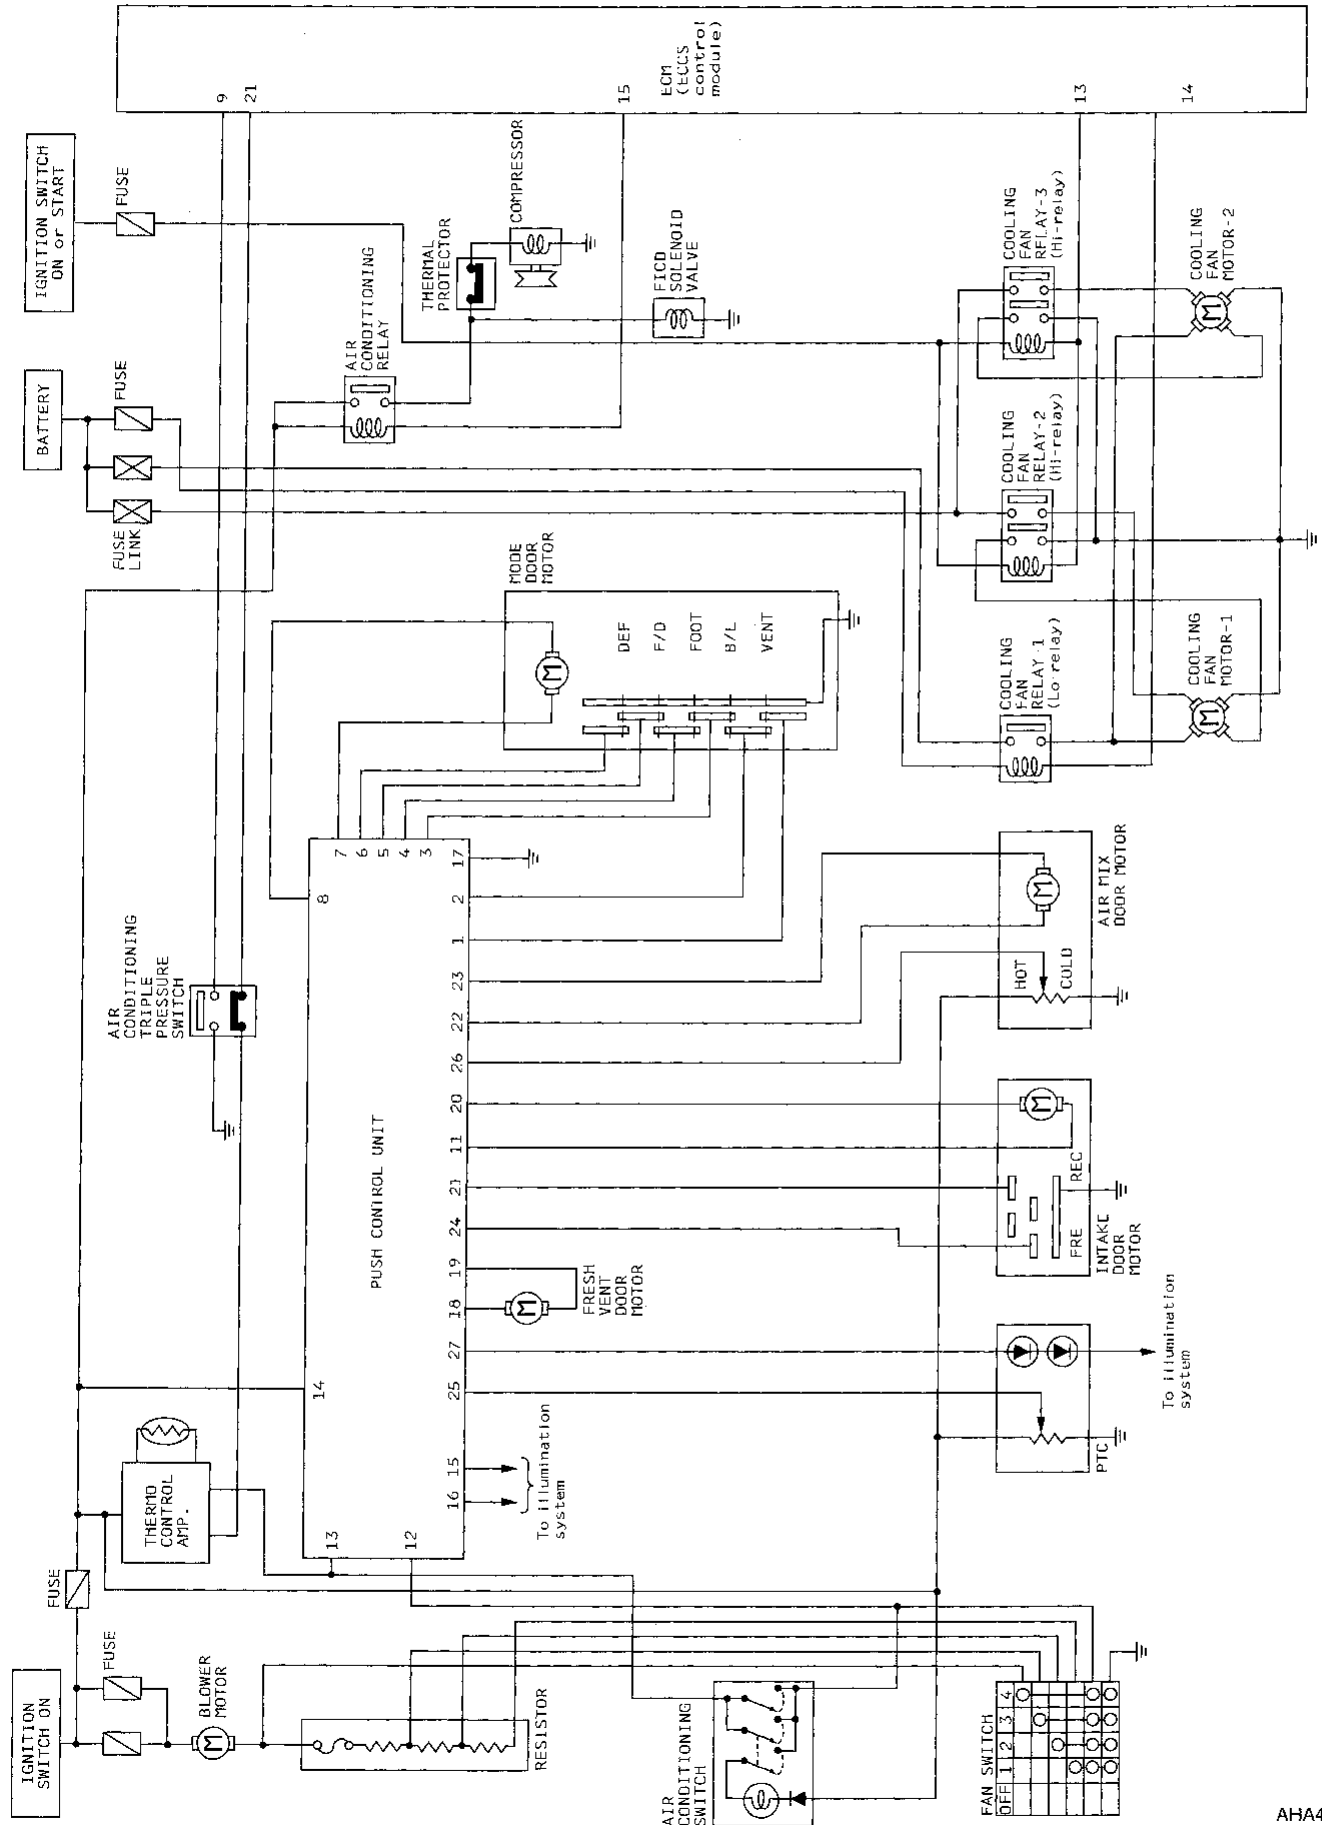 9
21
15
ECM
(ECCS
control
module)
13
14
IGNITION SWITCH
ON or START
FUSE
COMPRESSOR
THERMAL
PROTECTOR
FICD
SOLENOID
VALVE
COOLING
FAN
RELAY-3
(Hi-relay)
COOLING
FAN
MOTOR-2
M
AIR
CONDITIONING
RELAY
BATTERY
FUSE
FUSE
LINK
COOLING
FAN
RELAY-2
(Hi-relay)
MODE
DOOR
MOTOR
M
DEF
F/D
FOOT
B/L
VENT
COOLING
FAN
RELAY-1
(Lo-relay)
COOLING
FAN
MOTOR-1
M
7
6
5
4
3
17
8
2
1
23
22
26
20
11
21
24
19
18
27
25
15
16
14
13
12
PUSH CONTROL UNIT
AIR
CONDITIONING
TRIPLE
PRESSURE
SWITCH
AIR MIX
DOOR MOTOR
M
HOT
COLD
M
REC
FRE
INTAKE
DOOR
MOTOR
M
FRESH
VENT
DOOR
MOTOR
To illumination
system
To illumination
system
PTC
THERMO
CONTROL
AMP.
FUSE
FUSE
IGNITION
SWITCH ON
BLOWER
MOTOR
M
RESISTOR
AIR
CONDITIONING
SWITCH
FAN SWITCH
OFF 1 2 3 4
AHA4